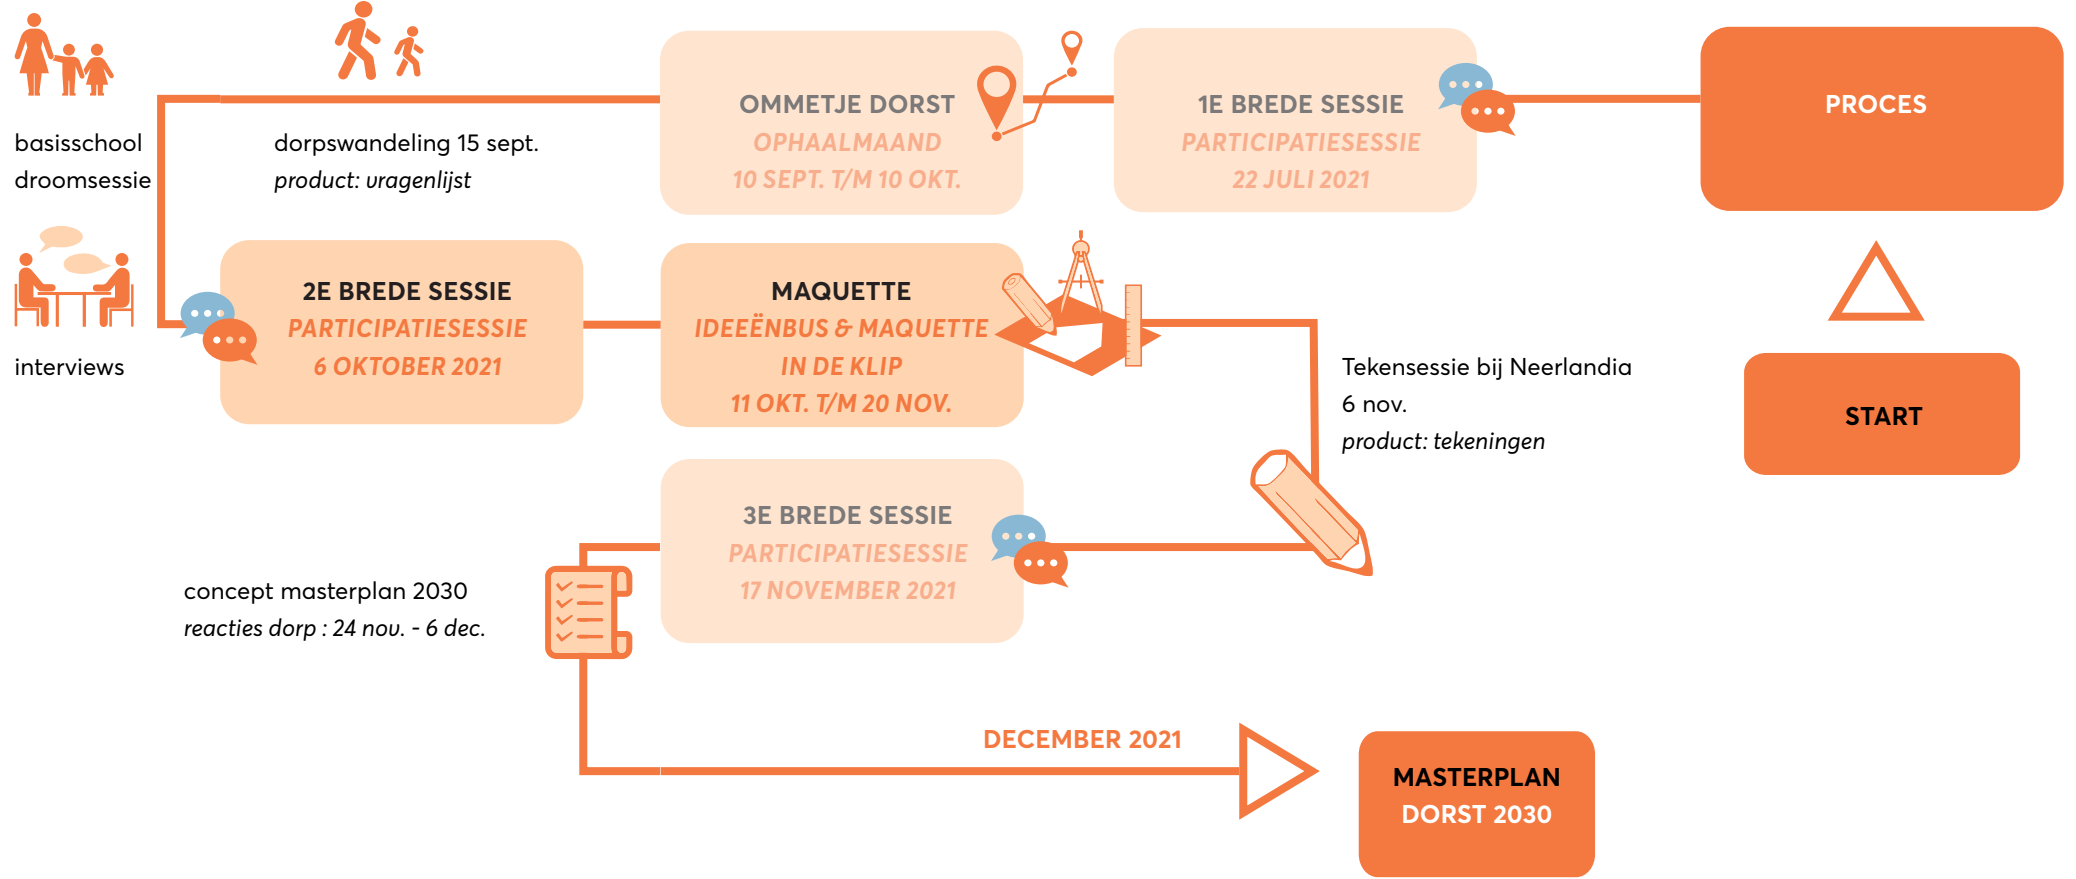 basisschool
droomsessie
dorpswandeling 15 sept.
product: vragenlijst
OMMETJE DORST
OPHAALMAAND
10 SEPT. T/M 10 OKT.
1E BREDE SESSIE
PARTICIPATIESESSIE
22 JULI 2021
PROCES
interviews
2E BREDE SESSIE
PARTICIPATIESESSIE
6 OKTOBER 2021
MAQUETTE
IDEEËNBUS & MAQUETTE
IN DE KLIP
11 OKT. T/M 20 NOV.
Tekensessie bij Neerlandia
6 nov.
product: tekeningen
START
3E BREDE SESSIE
PARTICIPATIESESSIE
17 NOVEMBER 2021
concept masterplan 2030
reacties dorp : 24 nov. - 6 dec.
DECEMBER 2021
MASTERPLAN
DORST 2030